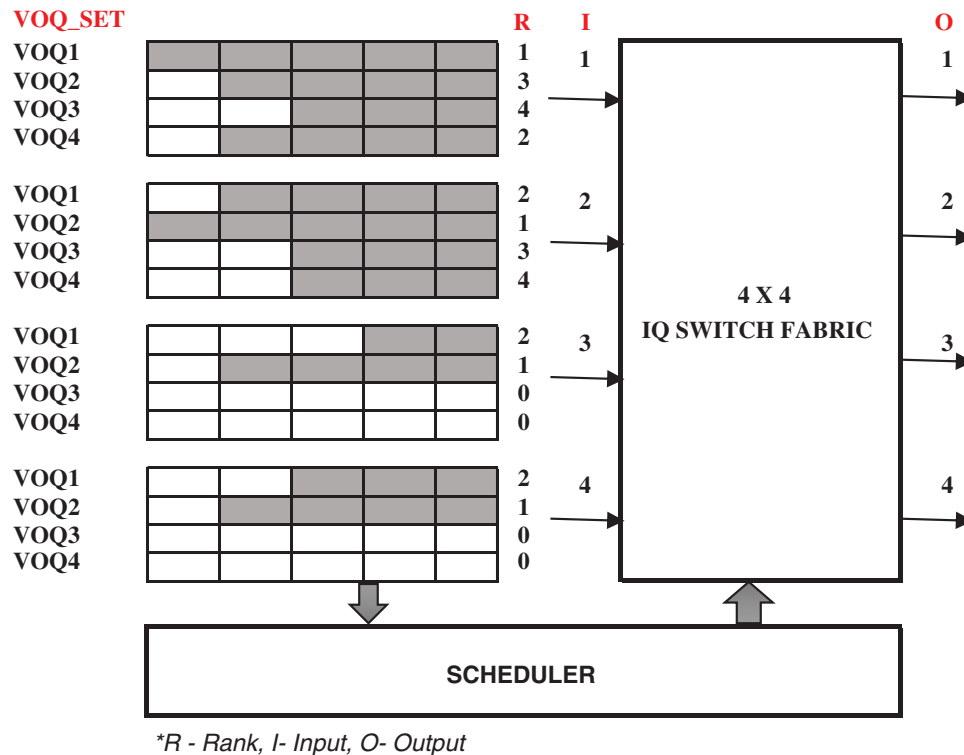 VOQ_SET R I O
VOQ1 1 1 1
VOQ2 3
VOQ3 4
VOQ4 2
VOQ1 2 2 2
VOQ2 1
VOQ3 3
VOQ4 4
4 X 4
IQ SWITCH FABRIC
VOQ1 2 3 3
VOQ2 1
VOQ3 0
VOQ4 0
VOQ1 2 4 4
VOQ2 1
VOQ3 0
VOQ4 0
SCHEDULER
*R - Rank, I- Input, O- Output